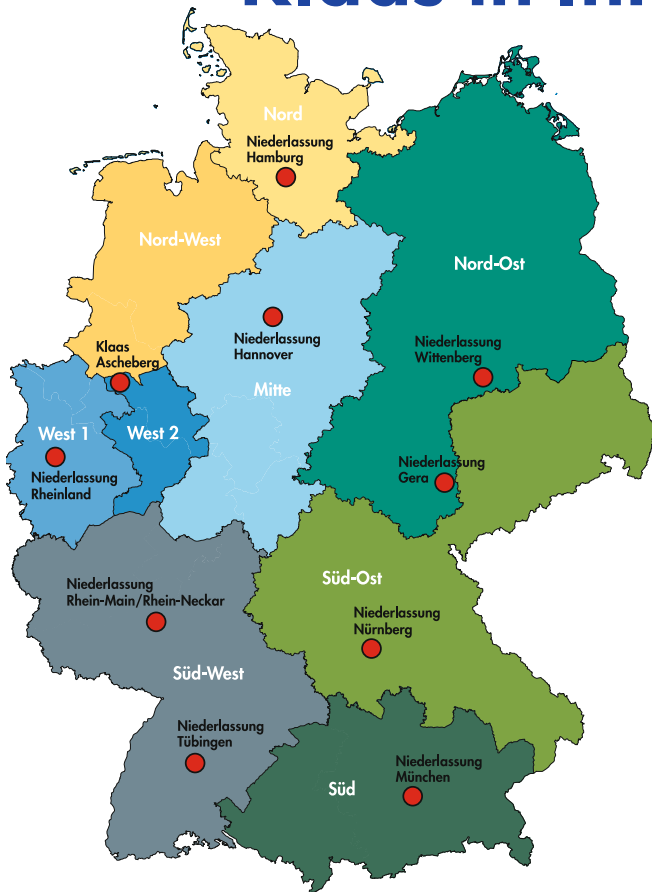 Nord
Niederlassung
Hamburg
Nord-West
Nord-Ost
Niederlassung
Hannover
Niederlassung
Wittenberg
Klaas
Ascheberg
Mitte
West 1
West 2
Niederlassung
Rheinland
Niederlassung
Gera
Süd-Ost
Niederlassung
Rhein-Main/Rhein-Neckar
Niederlassung
Nürnberg
Süd-West
Niederlassung
Tübingen
Niederlassung
München
Süd